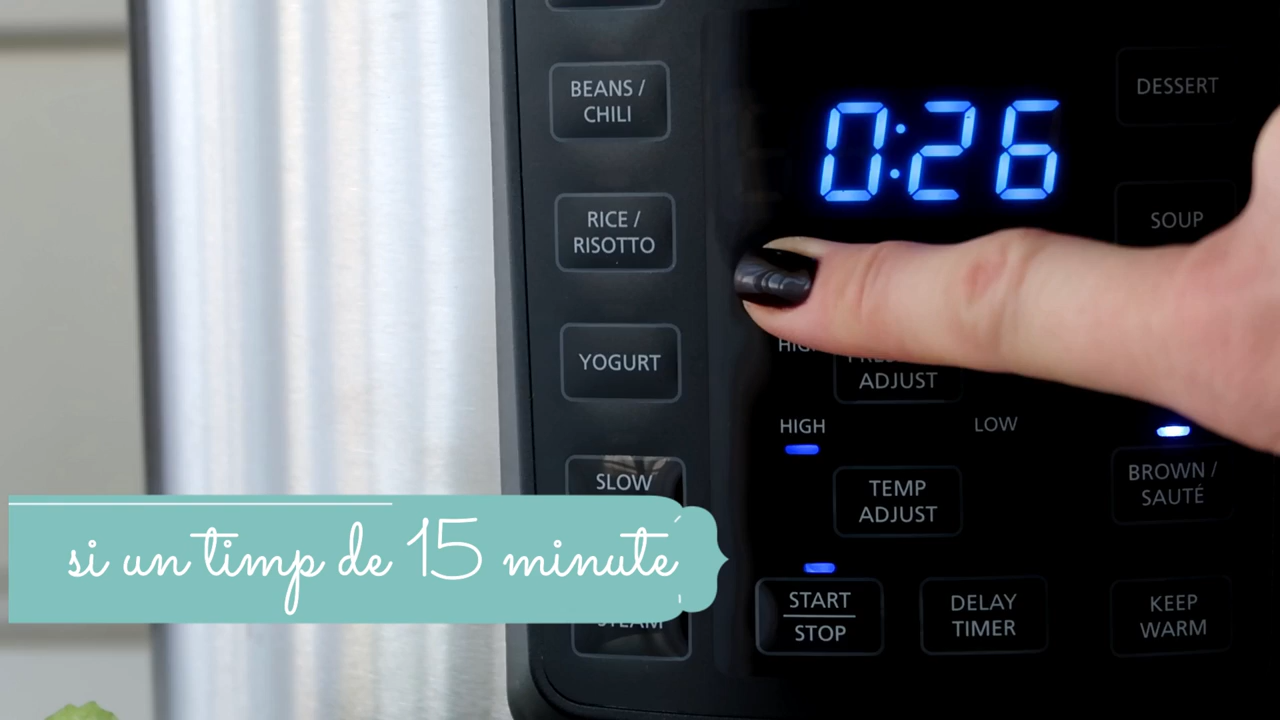 BEANS /
CHILI
RICE /
RISOTTO
YOGURT
SLOW
STEAM
0:26
DESSERT
SOUP
HIGH
ADJUST
HIGH
LOW
TEMP
ADJUST
BROWN /
SAUTÉ
START
STOP
DELAY
TIMER
KEEP
WARM
si un timp de 15 minute